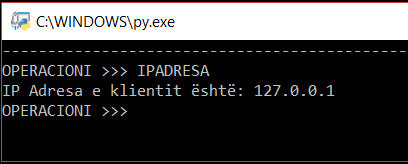 C:\WINDOWS\py.exe
--------------------------------------------------
OPERACIONI >>> IPADRESA
IP Adresa e klientit është: 127.0.0.1
OPERACIONI >>>